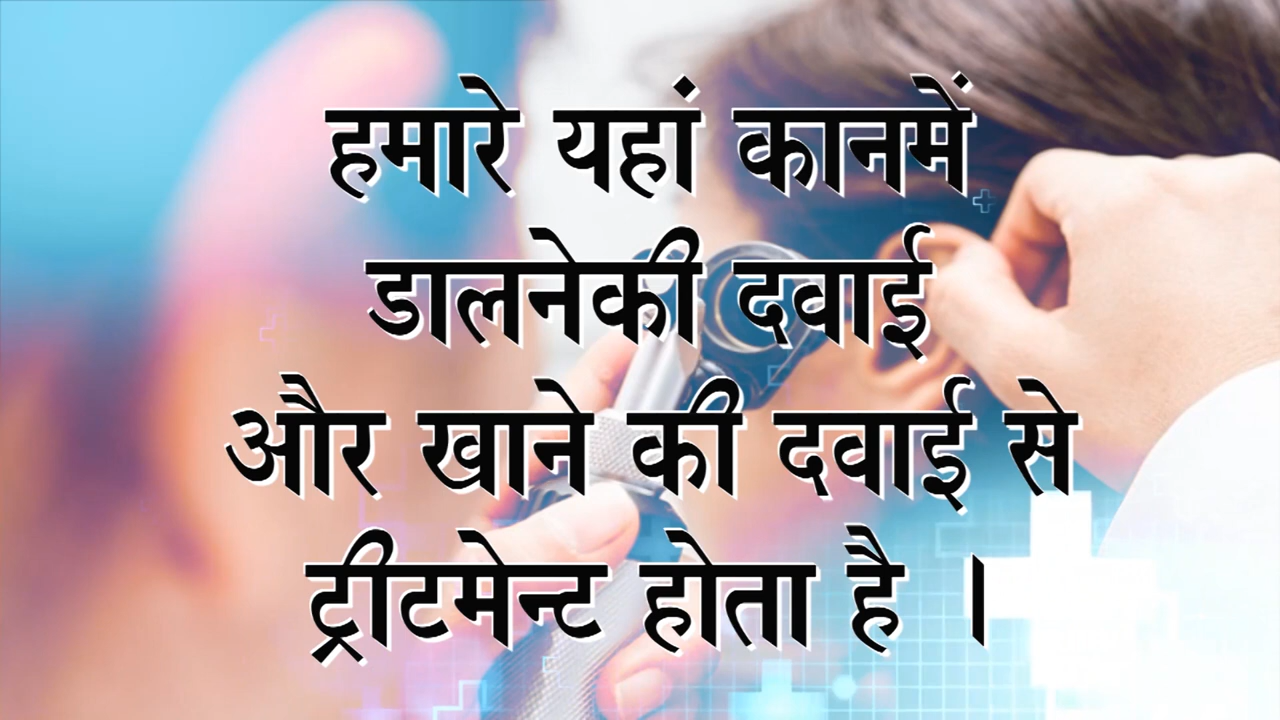 हमारे यहां कानमें
डालनेकी दवाई
और खाने की दवाई से
ट्रीटमेन्ट होता है ।